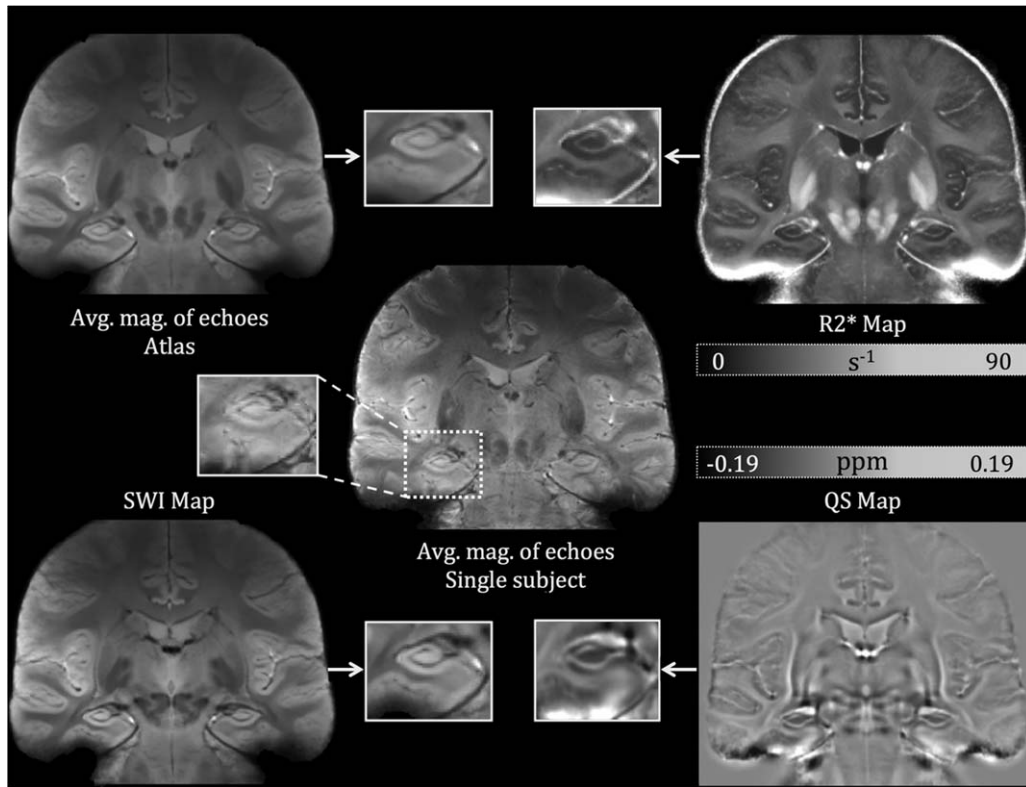 Avg. mag. of echoes
Atlas
R2* Map
0 s⁻¹ 90
-0.19 ppm 0.19
SWI Map
QS Map
Avg. mag. of echoes
Single subject